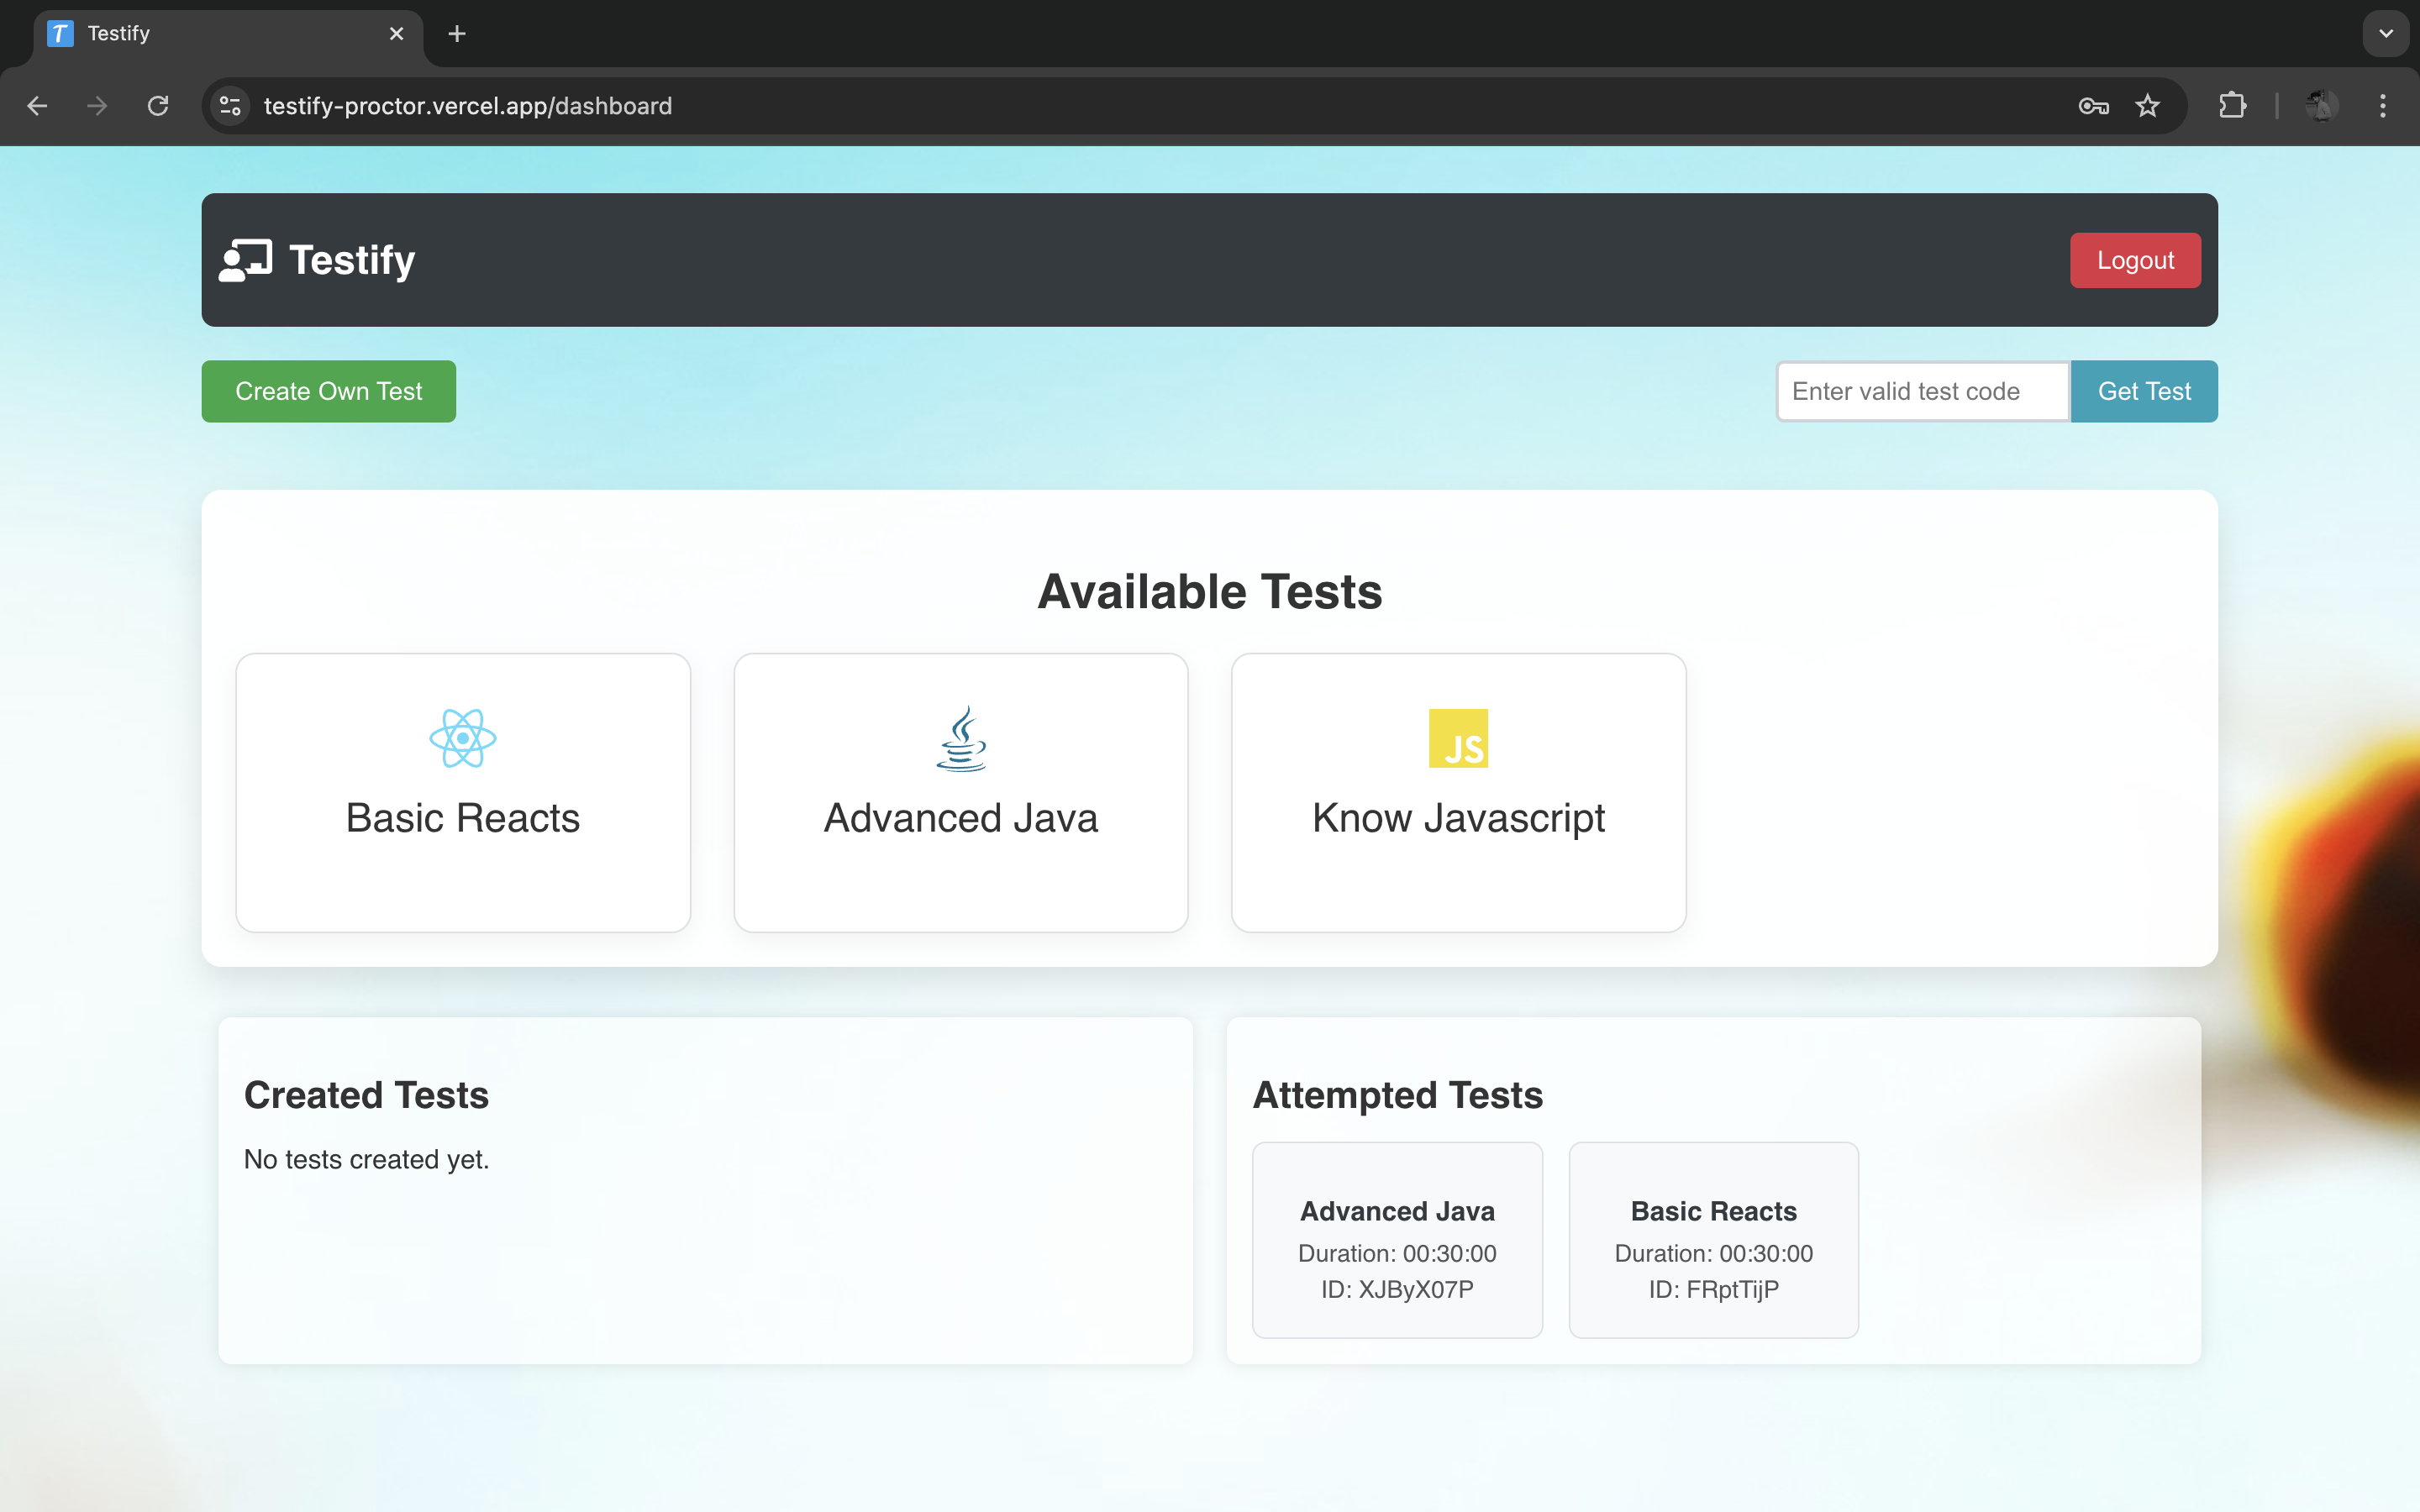 Testify
testify-proctor.vercel.app/dashboard
Testify
Logout
Create Own Test
Enter valid test code
Get Test
Available Tests
Basic Reacts
Advanced Java
JS
Know Javascript
Created Tests
No tests created yet.
Attempted Tests
Advanced Java
Duration: 00:30:00
ID: XJByX07P
Basic Reacts
Duration: 00:30:00
ID: FRptTijP